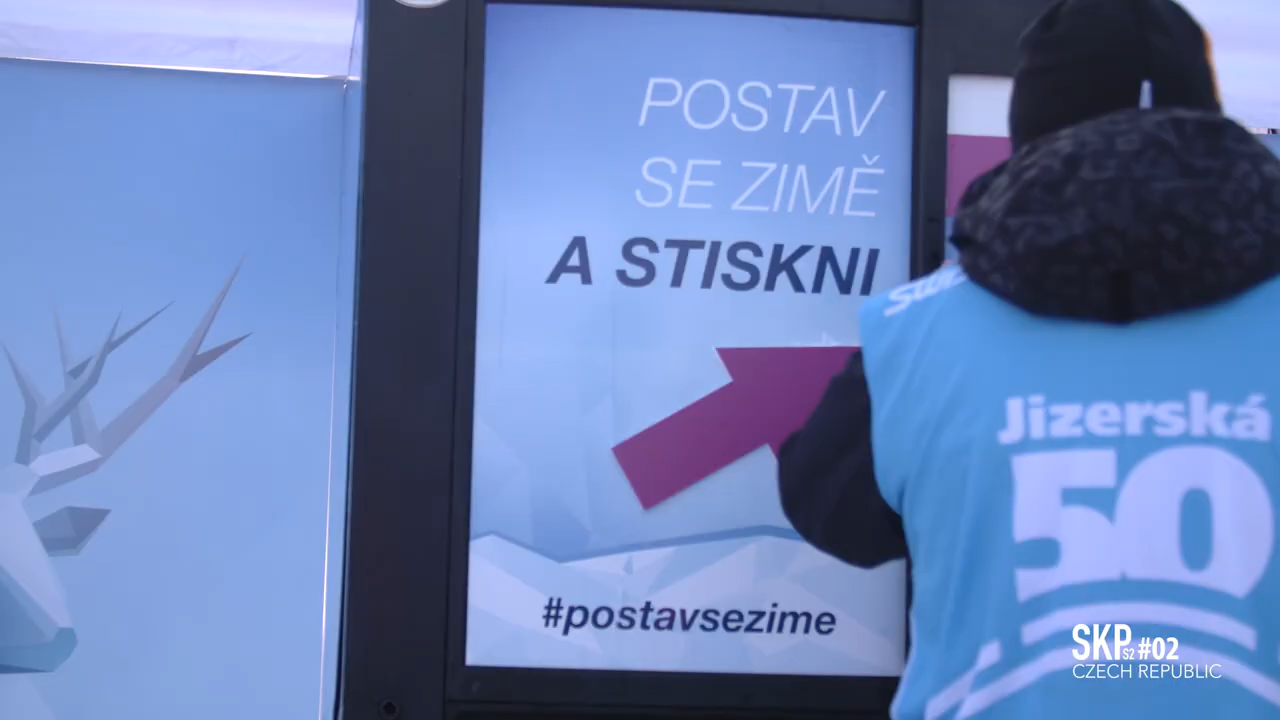 POSTAV
SE ZIMĚ
A STISKNI
#postavsezime
Jizerská
50
SKP S2 #02
CZECH REPUBLIC